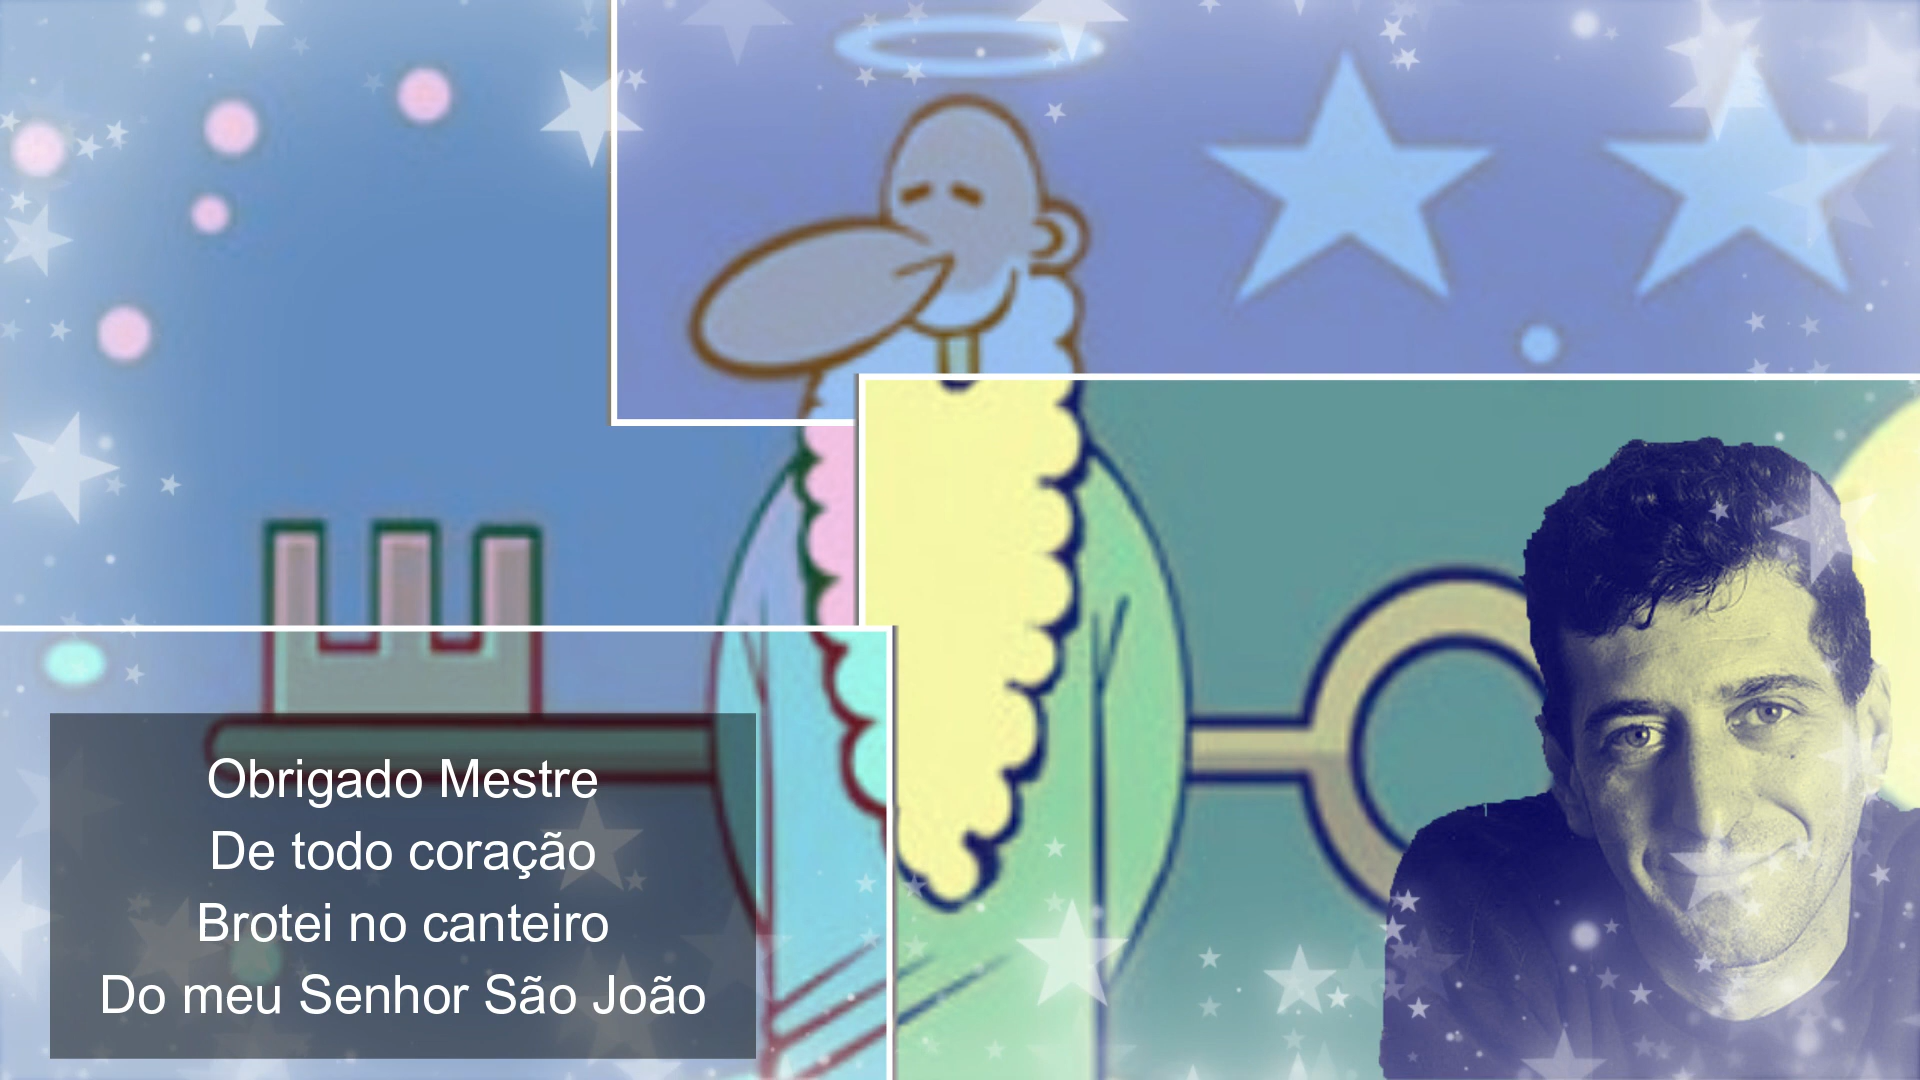 Obrigado Mestre
De todo coração
Brotei no canteiro
Do meu Senhor São João